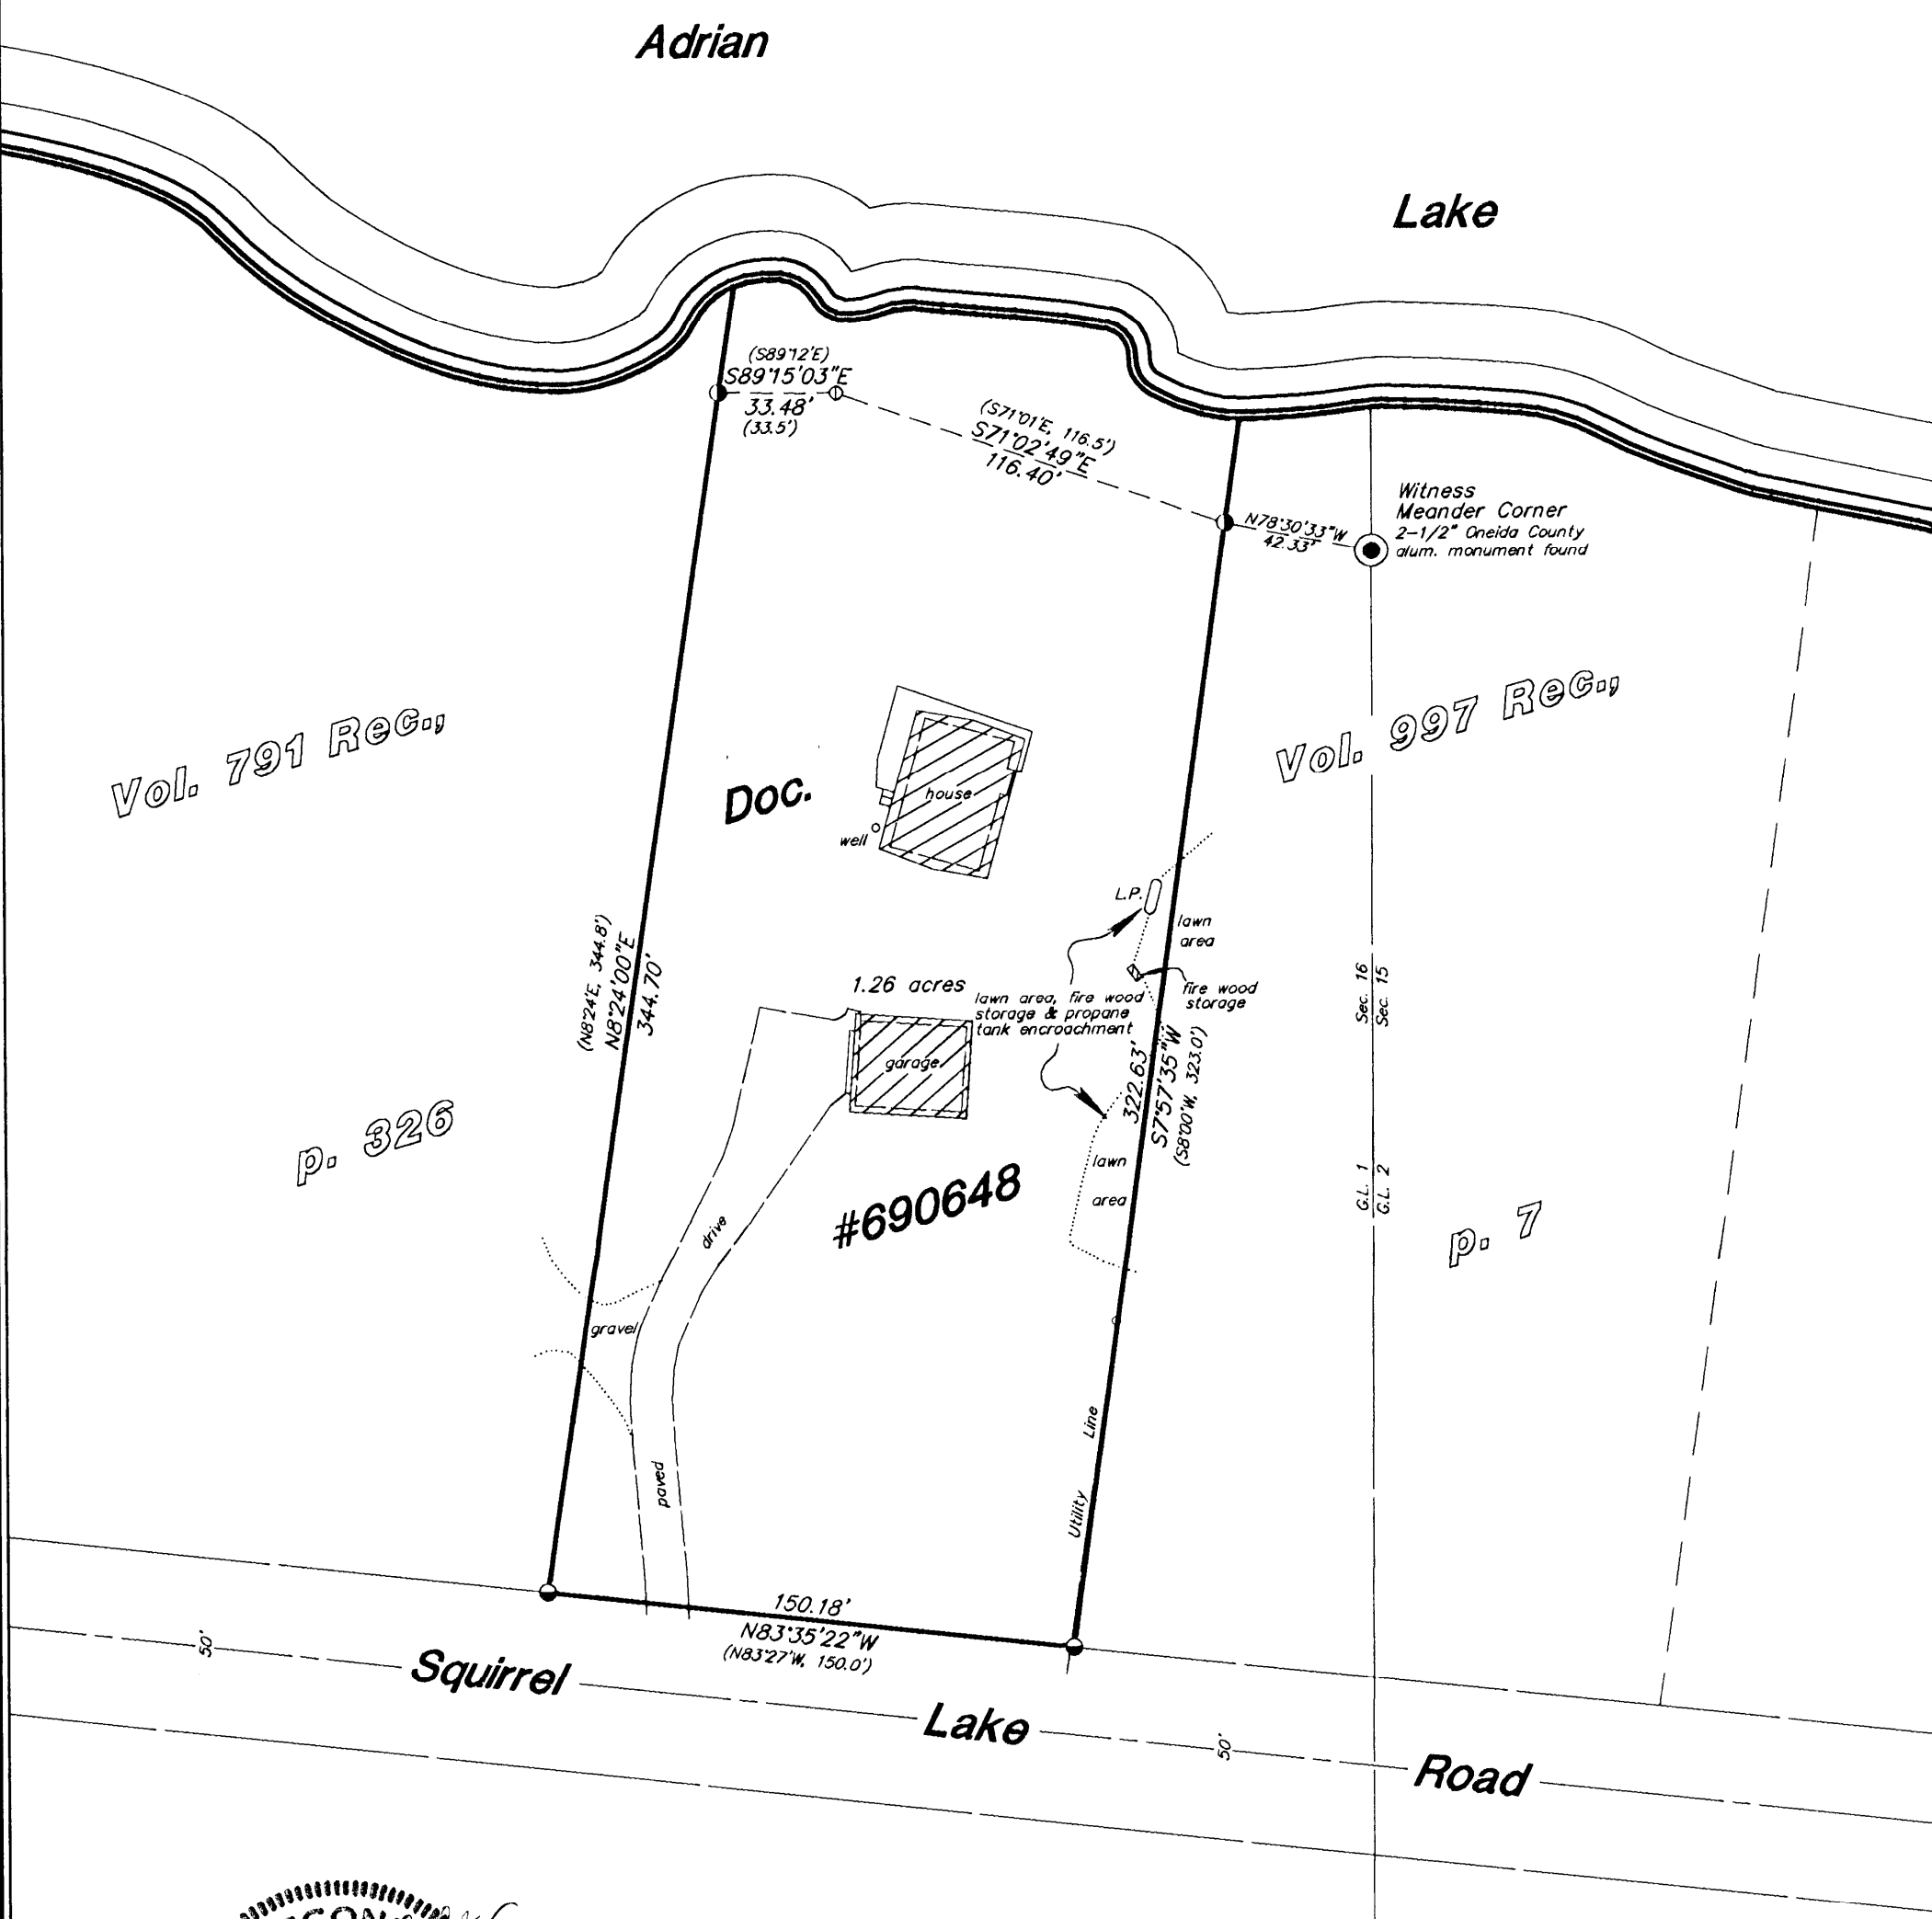 Adrian
Lake
(S89°12'E)
S89°15'03"E
33.48'
(33.5')
(S71°01'E, 116.5')
S71°02'49"E
116.40'
N78°30'33"W
42.33'
Witness
Meander Corner
2-1/2" Oneida County
alum. monument found
Vol. 791 Rec.,
Vol. 997 Rec.,
Doc.
house
well
L.P.
lawn
area
(N8°24'E, 344.8')
N8°24'00"E
344.70'
1.26 acres
lawn area, fire wood
storage & propane
tank encroachment
fire wood
storage
Sec. 16
Sec. 15
garage
322.63'
S7°57'35"W
(S8°00'W, 323.0')
p. 326
#690648
lawn
area
G.L. 1
G.L. 2
p. 7
drive
gravel
paved
Utility Line
150.18'
N83°35'22"W
(N83°27'W, 150.0')
50'
Squirrel Lake Road
50'